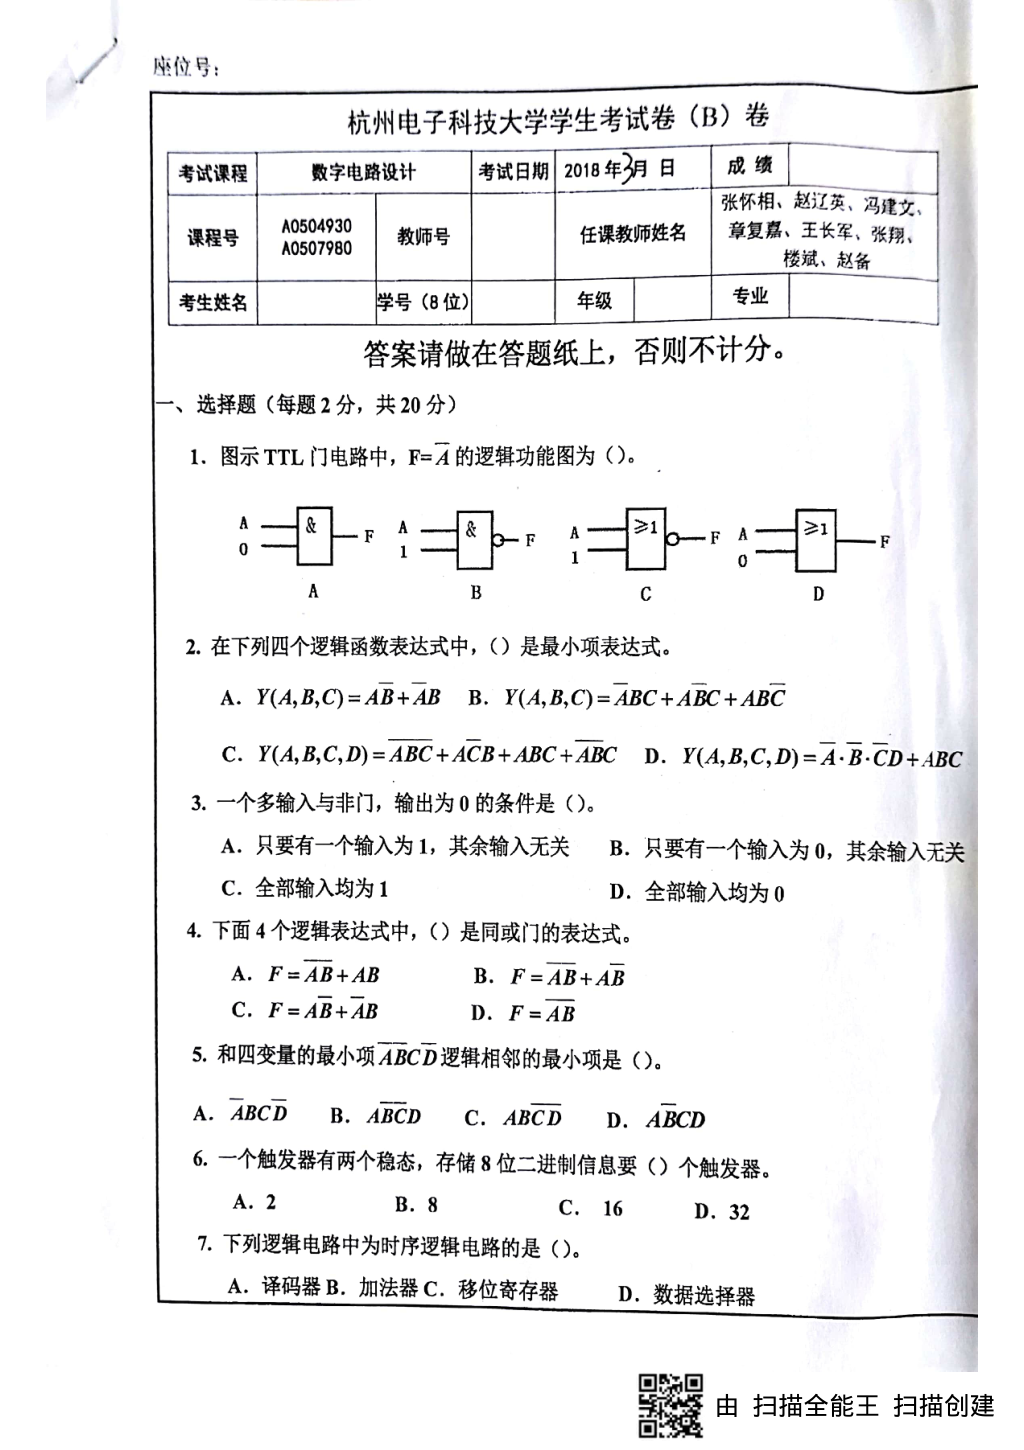 座位号：
杭州电子科技大学学生考试卷（B）卷
考试课程 数字电路设计 考试日期 2018年3月 日 成 绩
课程号 A0504930 A0507980 教师号 任课教师姓名 张怀相、赵辽英、冯建文、章复嘉、王长军、张翔、楼斌、赵备
考生姓名 学号（8位） 年级 专业
答案请做在答题纸上，否则不计分。
一、选择题（每题2分，共20分）
1. 图示TTL门电路中，F=A̅ 的逻辑功能图为（）。
A 0 & F A 1 & F A 1 ≥1 F A 0 ≥1 F
A B C D
2. 在下列四个逻辑函数表达式中，（）是最小项表达式。
A. Y(A,B,C)=AB̅+A̅B B. Y(A,B,C)=A̅BC+AB̅C+ABC̅
C. Y(A,B,C,D)=A̅B̅C̅+AC̅B+ABC+A̅B̅C D. Y(A,B,C,D)=A̅·B̅·C̅D+ABC
3. 一个多输入与非门，输出为0的条件是（）。
A. 只要有一个输入为1，其余输入无关 B. 只要有一个输入为0，其余输入无关
C. 全部输入均为1 D. 全部输入均为0
4. 下面4个逻辑表达式中，（）是同或门的表达式。
A. F=A̅B̅+AB B. F=A̅B̅+AB̅
C. F=AB̅+A̅B D. F=A̅B̅
5. 和四变量的最小项A̅B̅CD̅逻辑相邻的最小项是（）。
A. A̅BCD̅ B. AB̅C̅D C. ABC̅D̅ D. AB̅CD
6. 一个触发器有两个稳态，存储8位二进制信息要（）个触发器。
A. 2 B. 8 C. 16 D. 32
7. 下列逻辑电路中为时序逻辑电路的是（）。
A. 译码器 B. 加法器 C. 移位寄存器 D. 数据选择器
由 扫描全能王 扫描创建